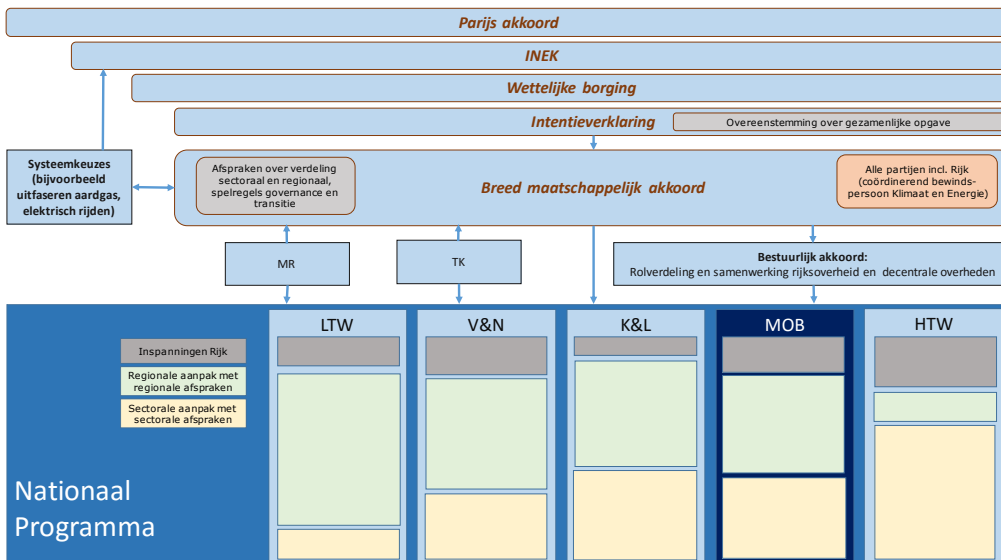 Parijs akkoord
INEK
Wettelijke borging
Intentieverklaring
Overeenstemming over gezamenlijke opgave
Systeemkeuzes
(bijvoorbeeld
uitfaseren aardgas,
elektrisch rijden)
Afspraken over verdeling
sectoraal en regionaal,
spelregels governance en
transitie
Breed maatschappelijk akkoord
Alle partijen incl. Rijk
(coördinerend bewinds-
persoon Klimaat en Energie)
MR
TK
Bestuurlijk akkoord:
Rolverdeling en samenwerking rijksoverheid en decentrale overheden
LTW
V&N
K&L
MOB
HTW
Inspanningen Rijk
Regionale aanpak met
regionale afspraken
Sectorale aanpak met
sectorale afspraken
Nationaal
Programma